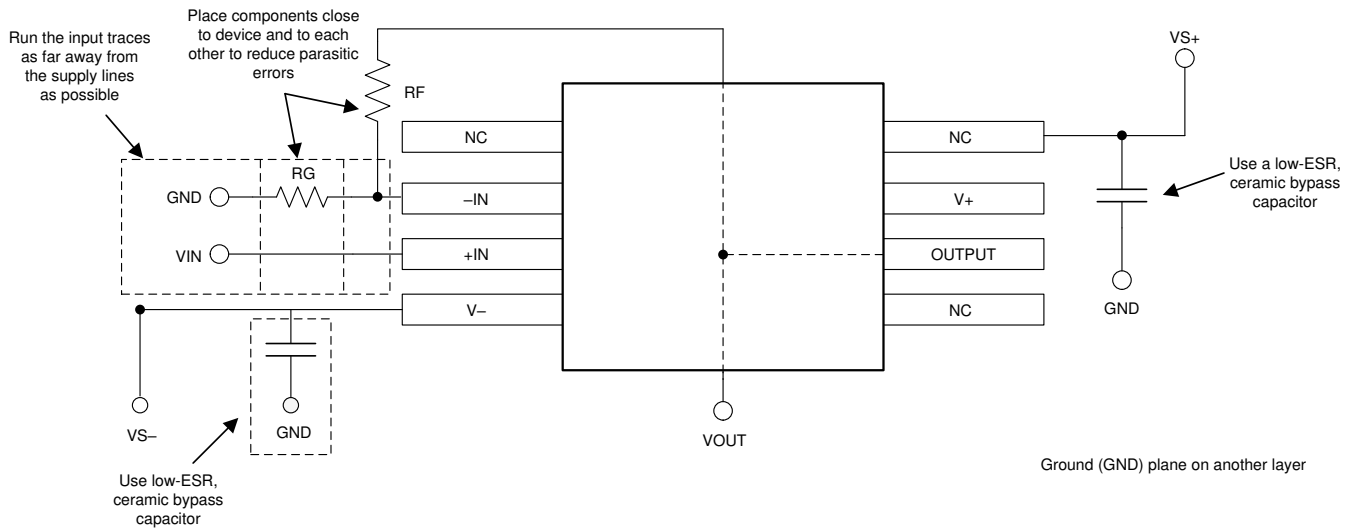 Place components close
to device and to each
other to reduce parasitic
errors
Run the input traces
as far away from
the supply lines
as possible
VS+
RF
NC
NC
Use a low-ESR,
ceramic bypass
capacitor
RG
GND
–IN
V+
VIN
+IN
OUTPUT
V–
NC
GND
VS–
GND
VOUT
Use low-ESR,
ceramic bypass
capacitor
Ground (GND) plane on another layer